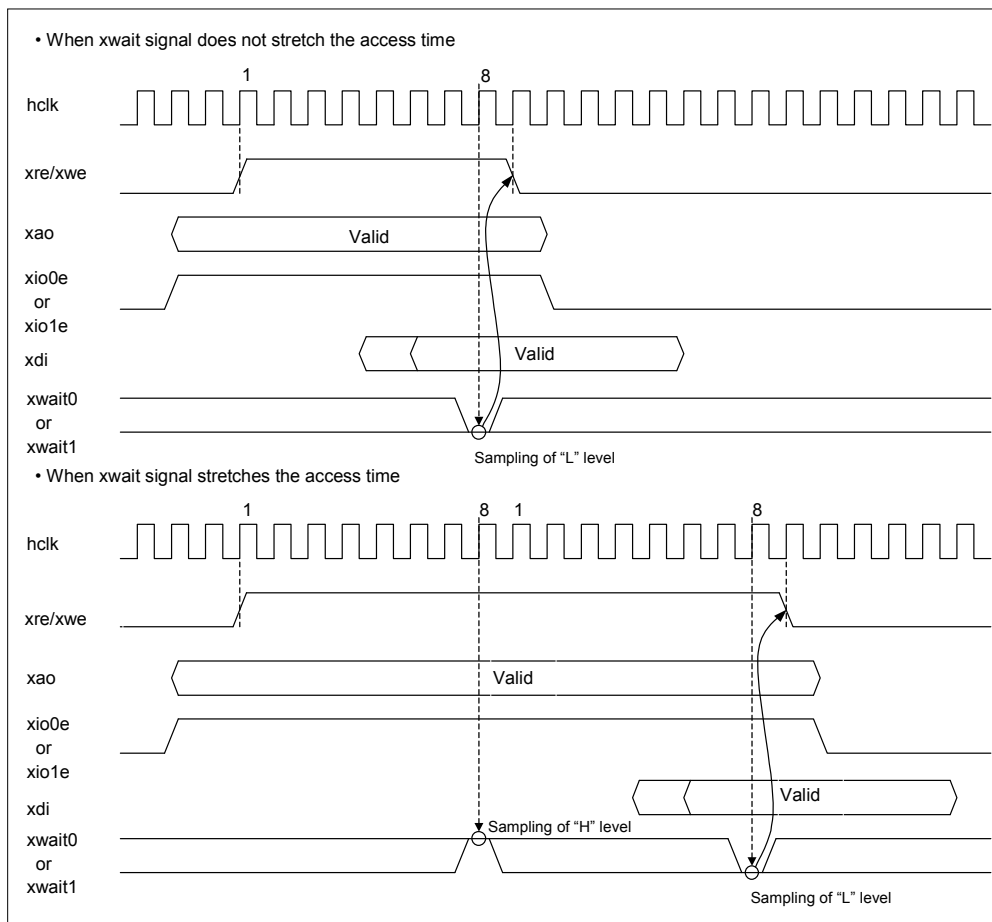 • When xwait signal does not stretch the access time
1 8
hclk
xre/xwe
xao Valid
xio0e
or
xio1e
xdi Valid
xwait0
or
xwait1
Sampling of “L” level
• When xwait signal stretches the access time
1 8 1 8
hclk
xre/xwe
xao Valid
xio0e
or
xio1e
xdi Valid
xwait0 Sampling of “H” level
or
xwait1
Sampling of “L” level